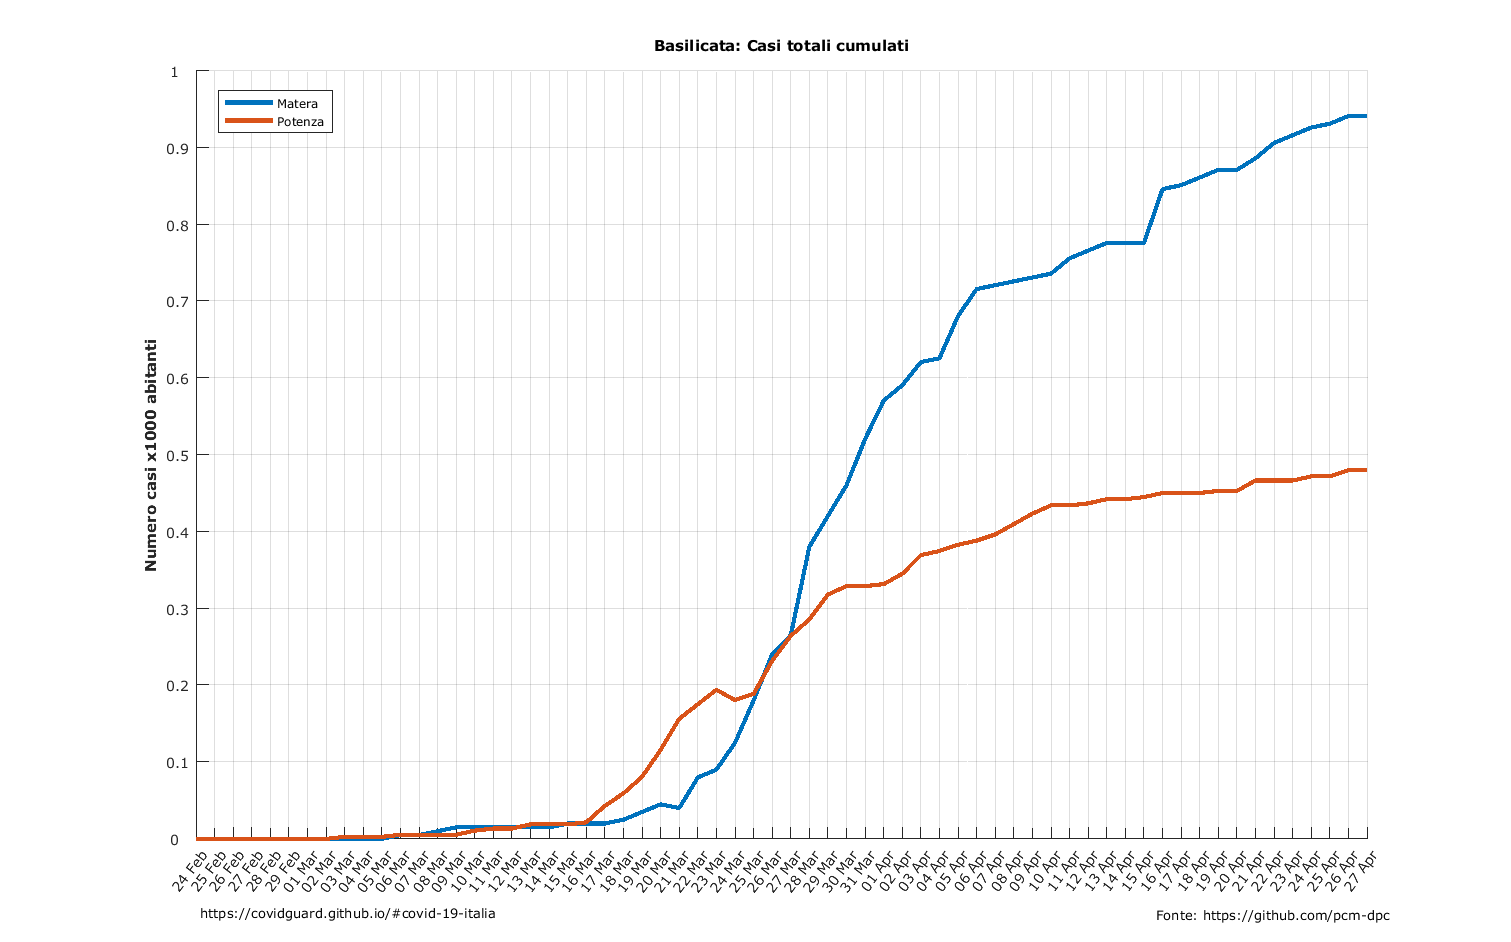 Basilicata: Casi totali cumulati
Matera
Potenza
Numero casi x1000 abitanti
1
0.9
0.8
0.7
0.6
0.5
0.4
0.3
0.2
0.1
0
24 Feb
25 Feb
26 Feb
27 Feb
28 Feb
29 Feb
01 Mar
02 Mar
03 Mar
04 Mar
05 Mar
06 Mar
07 Mar
08 Mar
09 Mar
10 Mar
11 Mar
12 Mar
13 Mar
14 Mar
15 Mar
16 Mar
17 Mar
18 Mar
19 Mar
20 Mar
21 Mar
22 Mar
23 Mar
24 Mar
25 Mar
26 Mar
27 Mar
28 Mar
29 Mar
30 Mar
31 Mar
01 Apr
02 Apr
03 Apr
04 Apr
05 Apr
06 Apr
07 Apr
08 Apr
09 Apr
10 Apr
11 Apr
12 Apr
13 Apr
14 Apr
15 Apr
16 Apr
17 Apr
18 Apr
19 Apr
20 Apr
21 Apr
22 Apr
23 Apr
24 Apr
25 Apr
26 Apr
27 Apr
https://covidguard.github.io/#covid-19-italia
Fonte: https://github.com/pcm-dpc